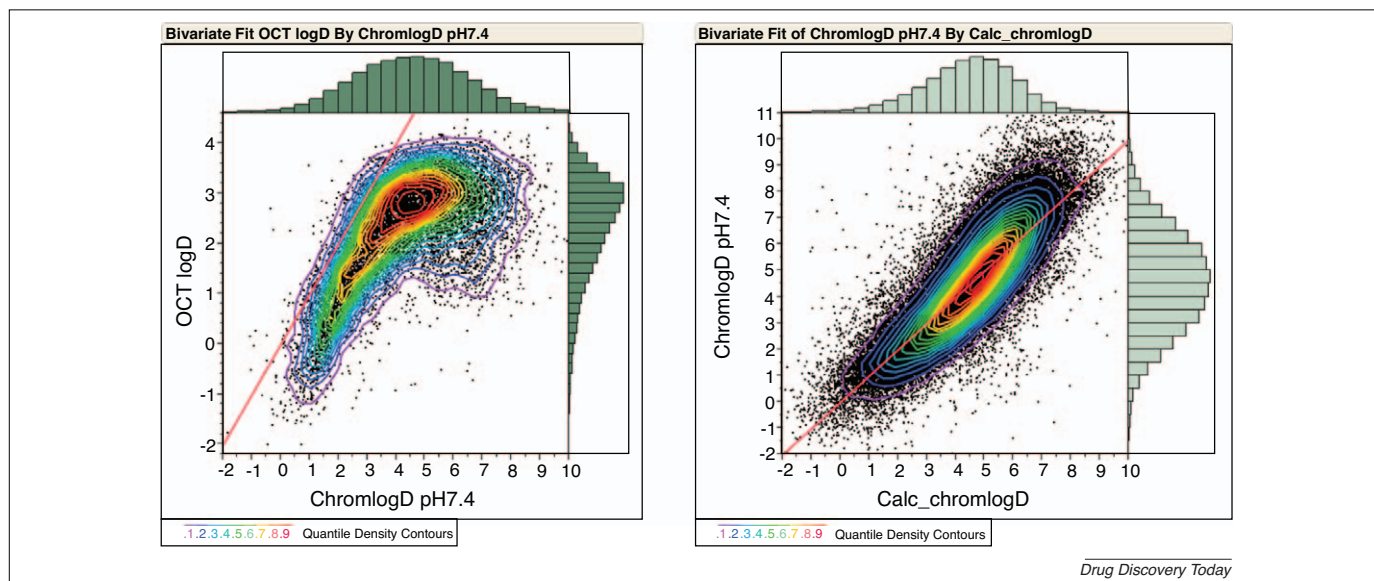 Bivariate Fit OCT logD By ChromlogD pH7.4
4
3
2
1
0
-1
-2
OCT logD
-2 -1 0 1 2 3 4 5 6 7 8 9 10
ChromlogD pH7.4
.1.2.3.4.5.6.7.8.9 Quantile Density Contours
Bivariate Fit of ChromlogD pH7.4 By Calc_chromlogD
11
10
9
8
7
6
5
4
3
2
1
0
-1
-2
ChromlogD pH7.4
-2 -1 0 1 2 3 4 5 6 7 8 9 10
Calc_chromlogD
.1.2.3.4.5.6.7.8.9 Quantile Density Contours
Drug Discovery Today